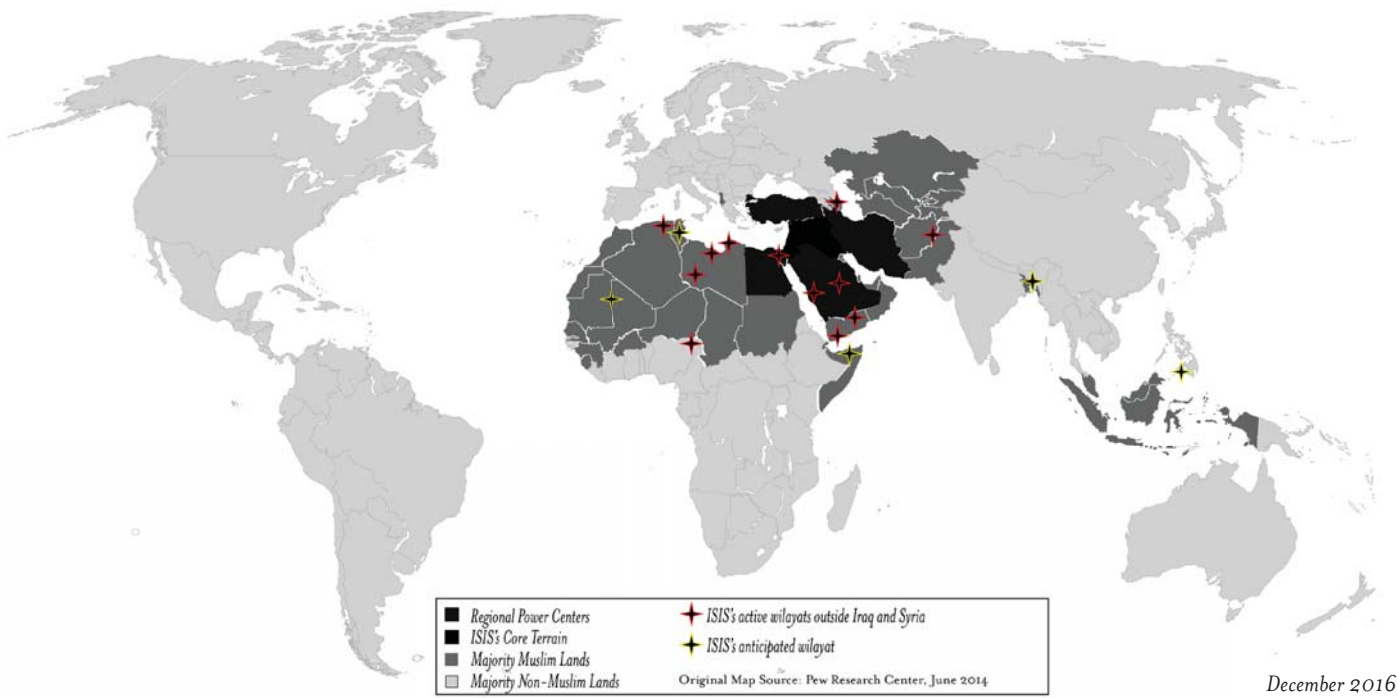 Regional Power Centers
ISIS's Core Terrain
Majority Muslim Lands
Majority Non-Muslim Lands
ISIS's active wilayats outside Iraq and Syria
ISIS's anticipated wilayat
Original Map Source: Pew Research Center, June 2014
December 2016